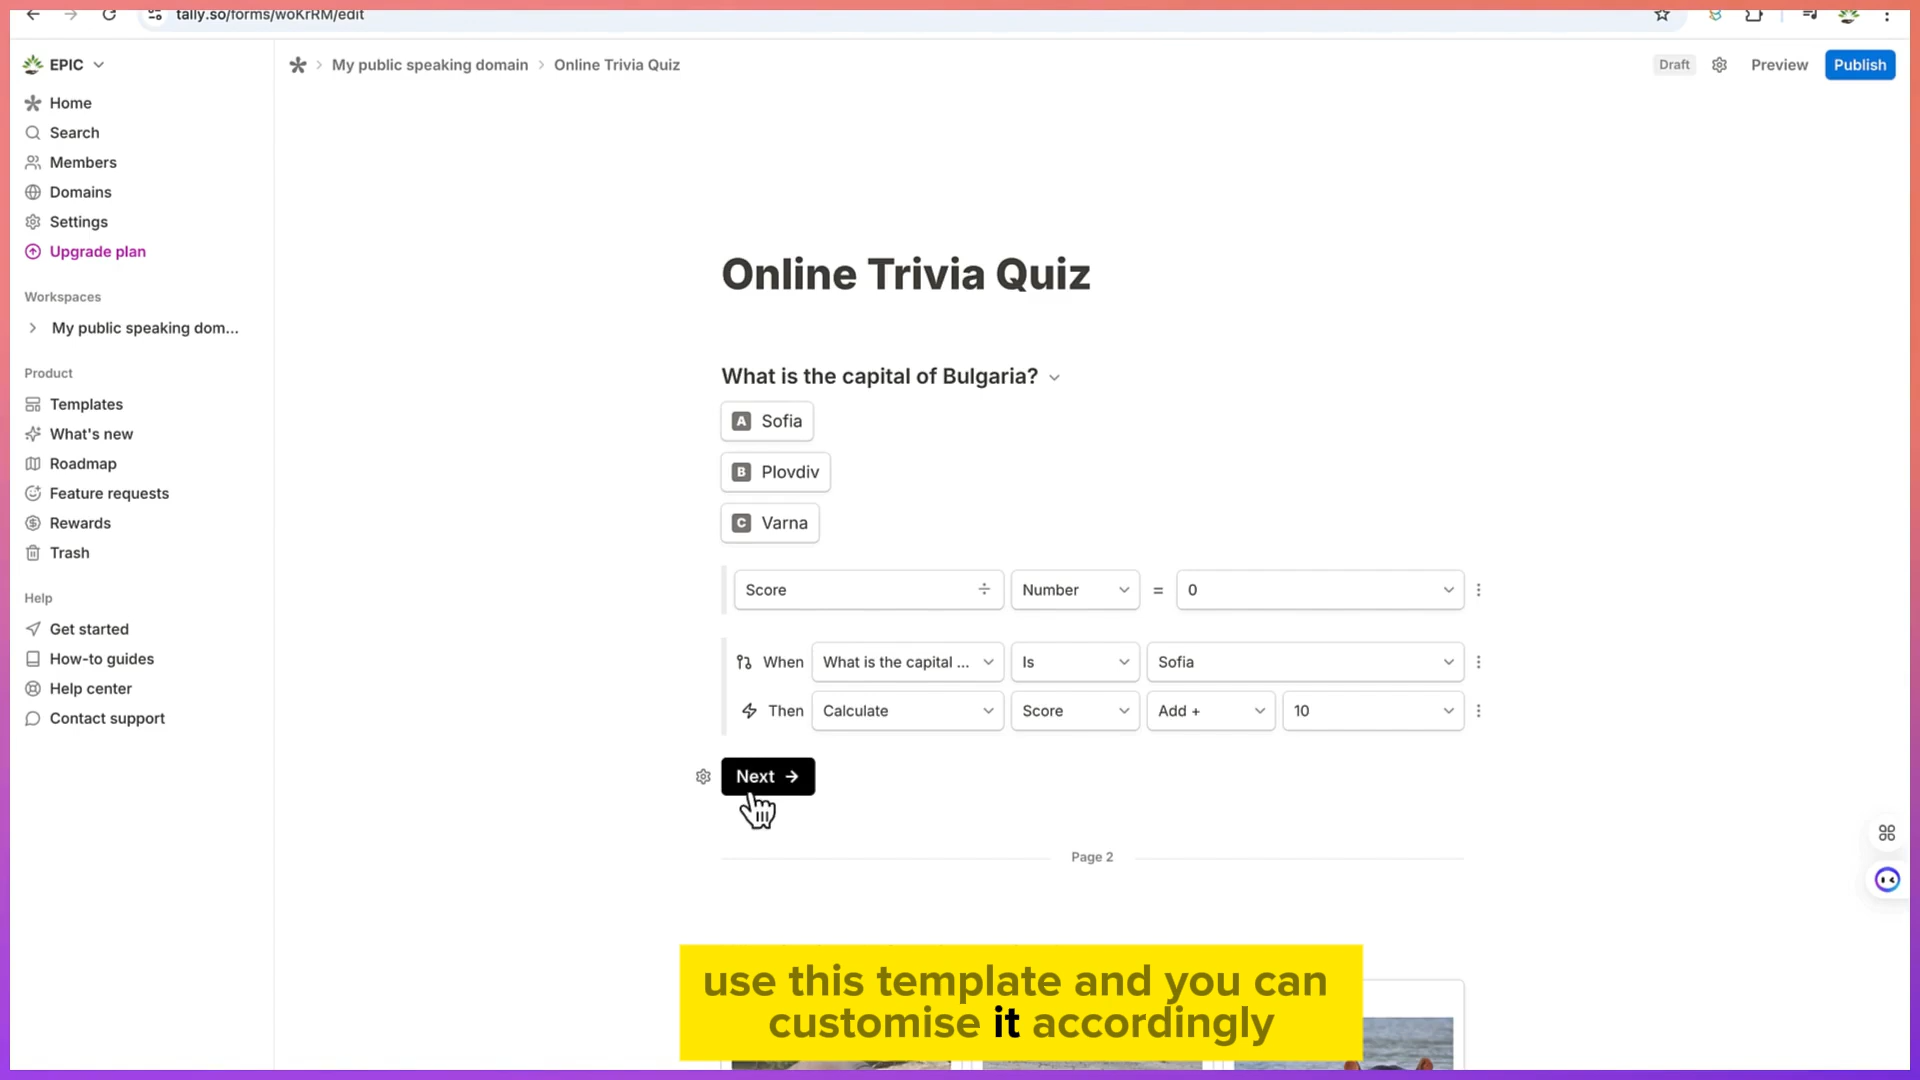 tally.so/forms/woKrRM/edit
EPIC
My public speaking domain
Online Trivia Quiz
Draft
Preview
Publish
Home
Search
Members
Domains
Settings
Upgrade plan
Workspaces
My public speaking dom...
Product
Templates
What's new
Roadmap
Feature requests
Rewards
Trash
Help
Get started
How-to guides
Help center
Contact support
Online Trivia Quiz
What is the capital of Bulgaria?
A Sofia
B Plovdiv
C Varna
Score ÷ Number = 0
When What is the capital ... Is Sofia
Then Calculate Score Add + 10
Next →
Page 2
use this template and you can
customise it accordingly